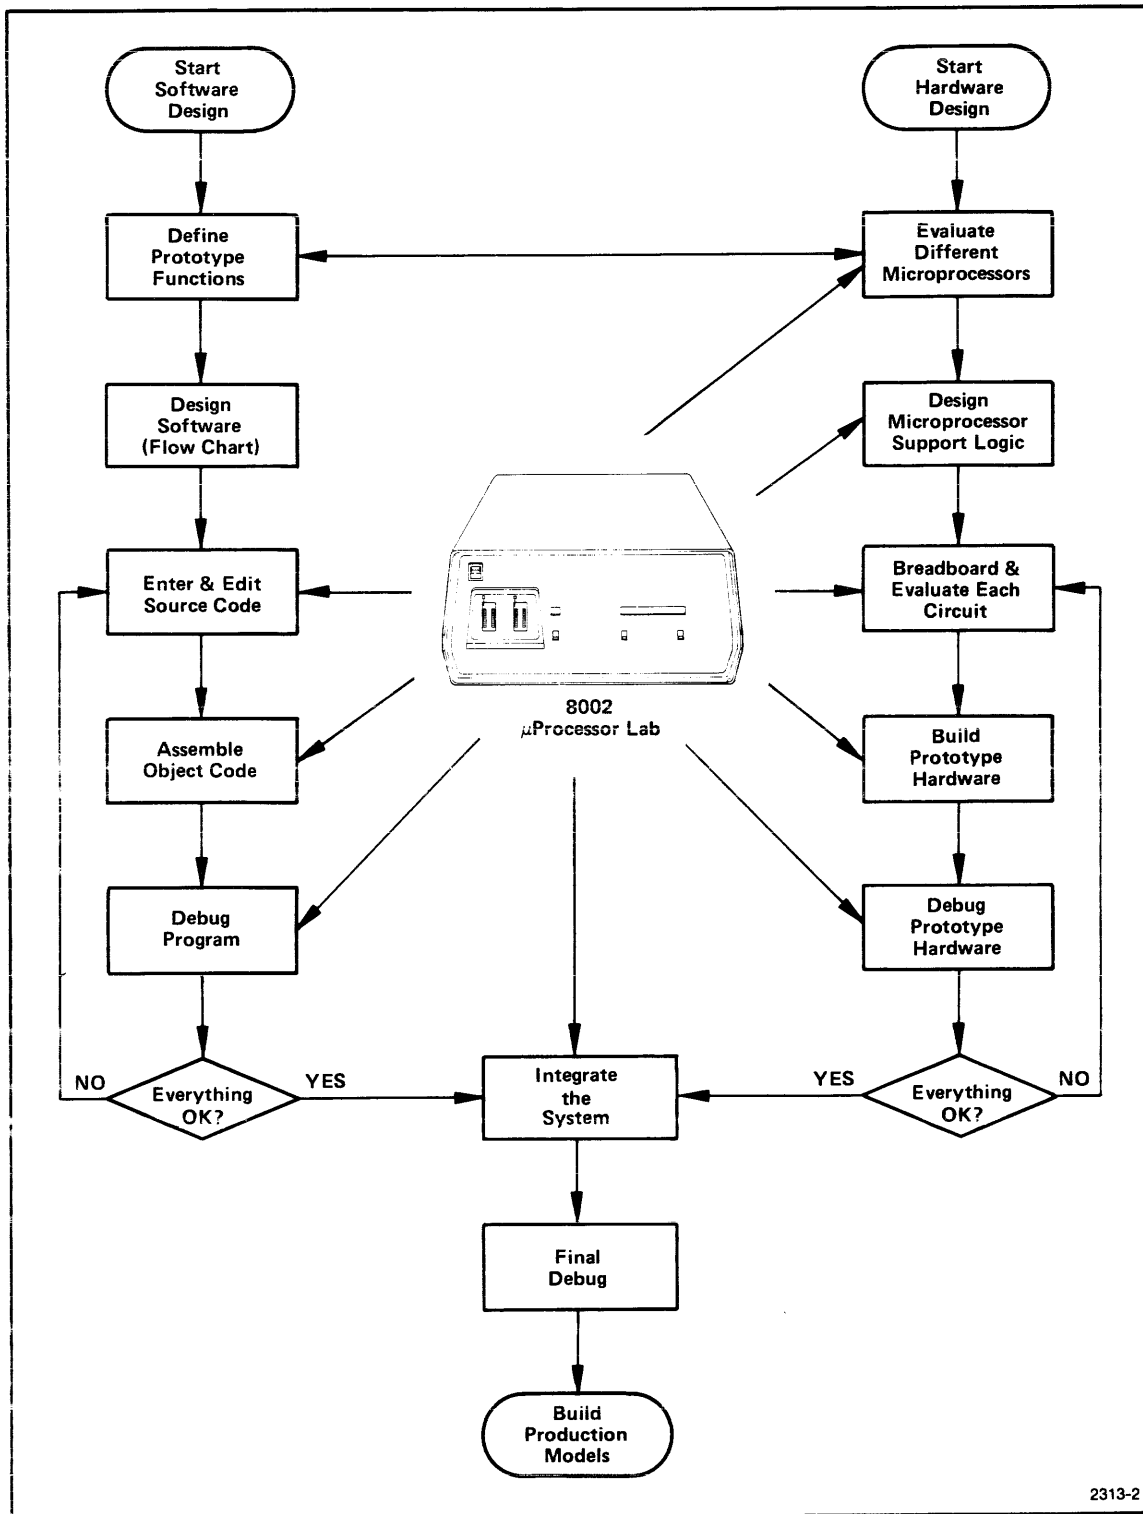 Start
Software
Design
Start
Hardware
Design
Define
Prototype
Functions
Evaluate
Different
Microprocessors
Design
Software
(Flow Chart)
Design
Microprocessor
Support Logic
Enter & Edit
Source Code
Breadboard &
Evaluate Each
Circuit
8002
μProcessor Lab
Assemble
Object Code
Build
Prototype
Hardware
Debug
Program
Debug
Prototype
Hardware
NO
Everything
OK?
YES
Integrate
the
System
YES
Everything
OK?
NO
Final
Debug
Build
Production
Models
2313-2